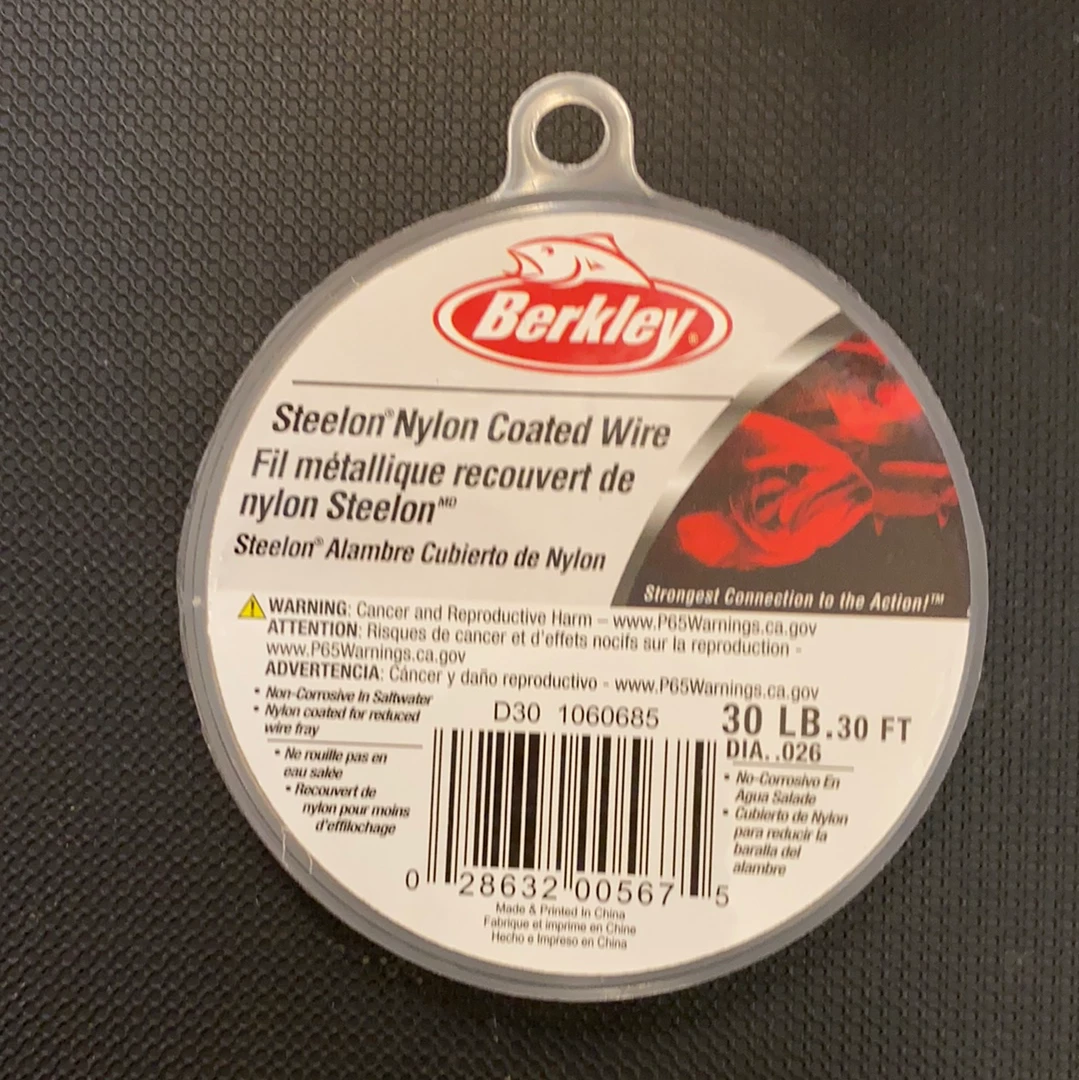 Berkley®
Steelon® Nylon Coated Wire
Fil métallique recouvert de
nylon Steelon MD
Steelon® Alambre Cubierto de Nylon
Strongest Connection to the Action!™
WARNING: Cancer and Reproductive Harm – www.P65Warnings.ca.gov
ATTENTION: Risques de cancer et d'effets nocifs sur la reproduction -
www.P65Warnings.ca.gov
ADVERTENCIA: Cáncer y daño reproductivo - www.P65Warnings.ca.gov
• Non-Corrosive In Saltwater
• Nylon coated for reduced
wire fray
• Ne rouille pas en
eau salée
• Recouvert de
nylon pour moins
d'effilochage
D30 1060685
0 28632 00567 5
Made & Printed In China
Fabrique et imprime en Chine
Hecho e Impreso en China
30 LB.30 FT
DIA. .026
• No-Corrosivo En
Agua Salade
• Cubierto de Nylon
para reducir la
baralla del
alambre